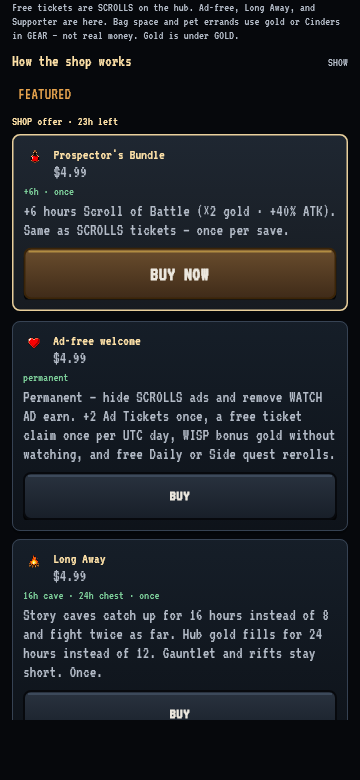 Free tickets are SCROLLS on the hub. Ad-free, Long Away, and
Supporter are here. Bag space and pet errands use gold or Cinders
in GEAR - not real money. Gold is under GOLD.
How the shop works
SHOW
FEATURED
SHOP offer · 23h left
Prospector's Bundle
$4.99
+6h · once
+6 hours Scroll of Battle (×2 gold · +40% ATK).
Same as SCROLLS tickets - once per save.
BUY NOW
Ad-free welcome
$4.99
permanent
Permanent - hide SCROLLS ads and remove WATCH
AD earn. +2 Ad Tickets once, a free ticket
claim once per UTC day, WISP bonus gold without
watching, and free Daily or Side quest rerolls.
BUY
Long Away
$4.99
16h cave · 24h chest · once
Story caves catch up for 16 hours instead of 8
and fight twice as far. Hub gold fills for 24
hours instead of 12. Gauntlet and rifts stay
short. Once.
BUY